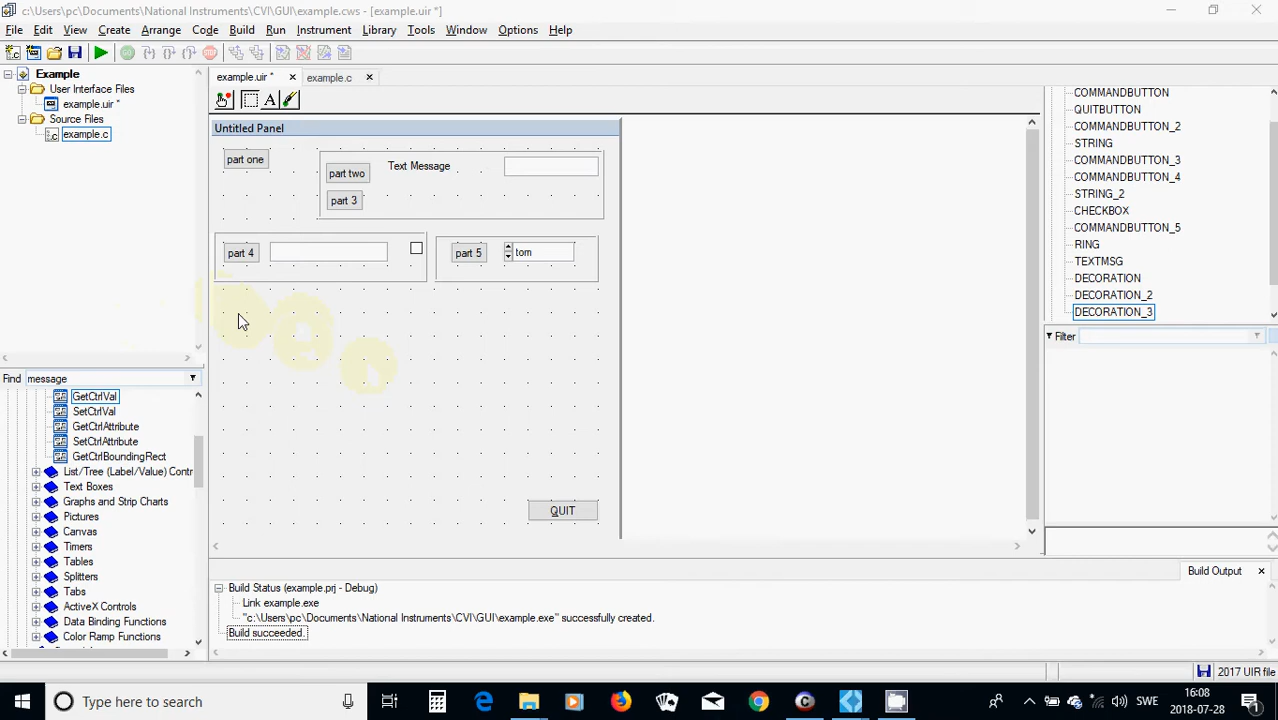 c:\Users\pc\Documents\National Instruments\CVI\GUI\example.cws - [example.uir *]
File Edit View Create Arrange Code Build Run Instrument Library Tools Window Options Help
Example
User Interface Files
example.uir *
Source Files
example.c
example.uir *
example.c
Untitled Panel
part one
part two
Text Message
part 3
part 4
part 5
tom
QUIT
COMMANDBUTTON
QUITBUTTON
COMMANDBUTTON_2
STRING
COMMANDBUTTON_3
COMMANDBUTTON_4
STRING_2
CHECKBOX
COMMANDBUTTON_5
RING
TEXTMSG
DECORATION
DECORATION_2
DECORATION_3
Filter
Find message
GetCtrlVal
SetCtrlVal
GetCtrlAttribute
SetCtrlAttribute
GetCtrlBoundingRect
List/Tree (Label/Value) Contr
Text Boxes
Graphs and Strip Charts
Pictures
Canvas
Timers
Tables
Splitters
Tabs
ActiveX Controls
Data Binding Functions
Color Ramp Functions
Build Output
Build Status (example.prj - Debug)
Link example.exe
"c:\Users\pc\Documents\National Instruments\CVI\GUI\example.exe" successfully created.
Build succeeded.
2017 UIR file
Type here to search
SWE
16:08
2018-07-28
1